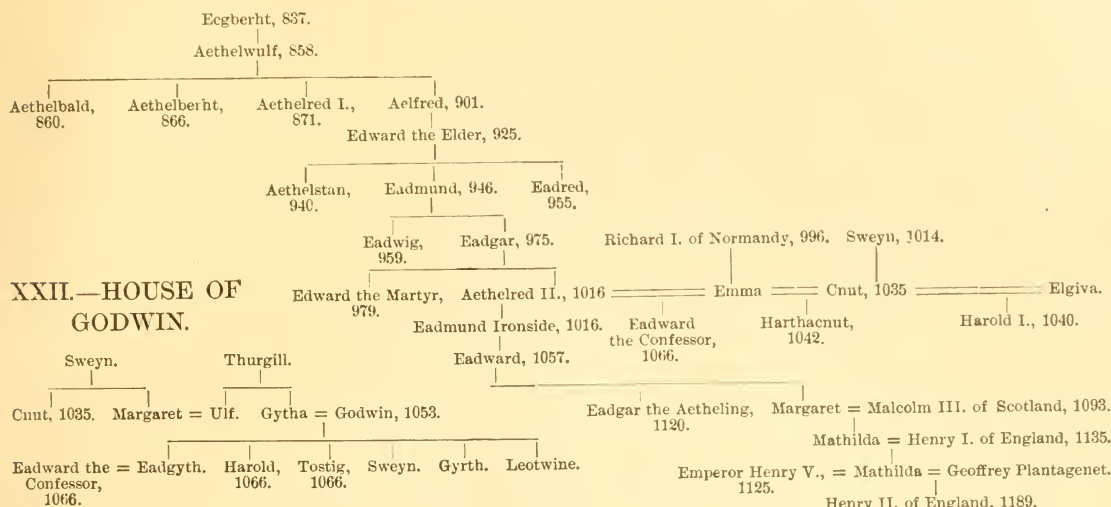 Ecgberht, 837.
Aethelwulf, 858.
Aethelbald, Aethelberht, Aethelred I., Aelfred, 901.
860. 866. 871.
Edward the Elder, 925.
Aethelstan, Eadmund, 946. Eadred,
940. 955.
Eadwig, Eadgar, 975. Richard I. of Normandy, 996. Sweyn, 1014.
959.
Edward the Martyr, Aethelred II., 1016 = Emma = Cnut, 1035 = Elgiva.
979.
Eadmund Ironside, 1016. Eadward Harthacnut, Harold I., 1040.
the Confessor, 1042.
1066.
Eadward, 1057.
Eadgar the Aetheling, Margaret = Malcolm III. of Scotland, 1093.
1120.
Mathilda = Henry I. of England, 1135.
Emperor Henry V., = Mathilda = Geoffrey Plantagenet.
1125.
Henry II. of England, 1189.
XXII.—HOUSE OF
GODWIN.
Sweyn. Thurgill.
Cnut, 1035. Margaret = Ulf. Gytha = Godwin, 1053.
Eadward the = Eadgyth. Harold, Tostig, Sweyn. Gyrth. Leotwine.
Confessor, 1066. 1066.
1066.